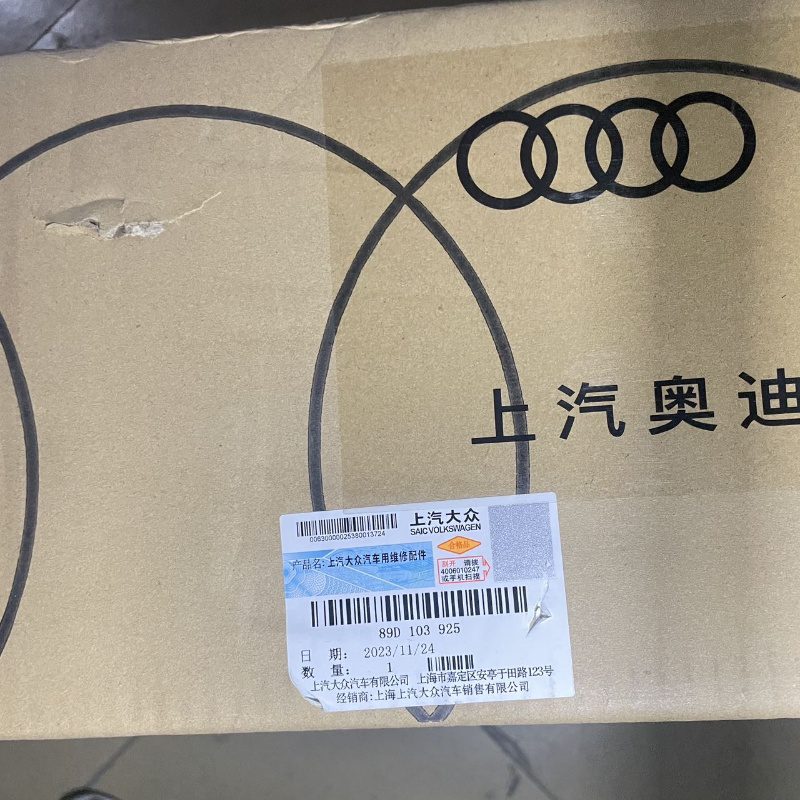 上汽奥迪
上汽大众
SAIC VOLKSWAGEN
00630000025380013724
合格品
产品名:上汽大众汽车用维修配件
刮开 请拨
4006010247
或手机扫描
89D 103 925
日 期: 2023/11/24
数 量: 1
上汽大众汽车有限公司 上海市嘉定区安亭于田路123号
经销商:上海上汽大众汽车销售有限公司